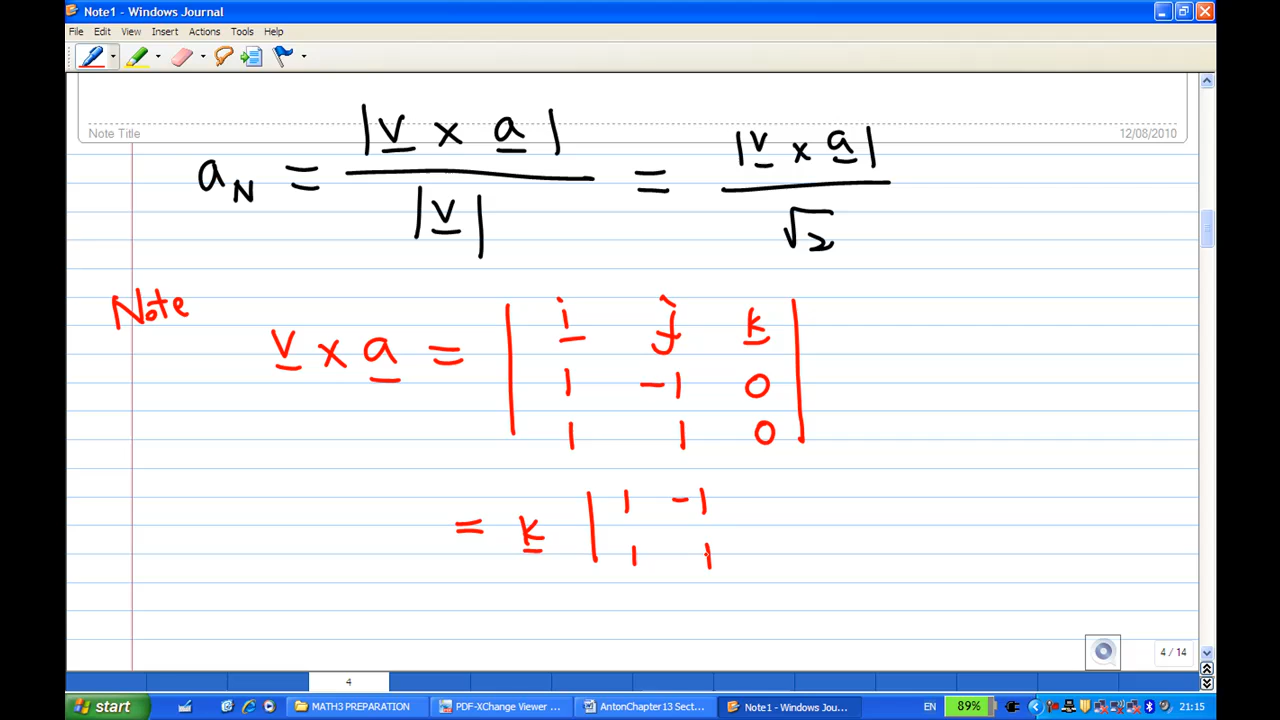 Note1 - Windows Journal
File Edit View Insert Actions Tools Help
Note Title
12/08/2010
a_N = |v x a| / |v| = |v x a| / √2
Note
v x a = | i j k |
| 1 -1 0 |
| 1 1 0 |
= k | 1 -1
1 1
4 / 14
4
start
MATH3 PREPARATION
PDF-XChange Viewer ...
AntonChapter13 Sect...
Note1 - Windows Jou...
EN
89%
21:15